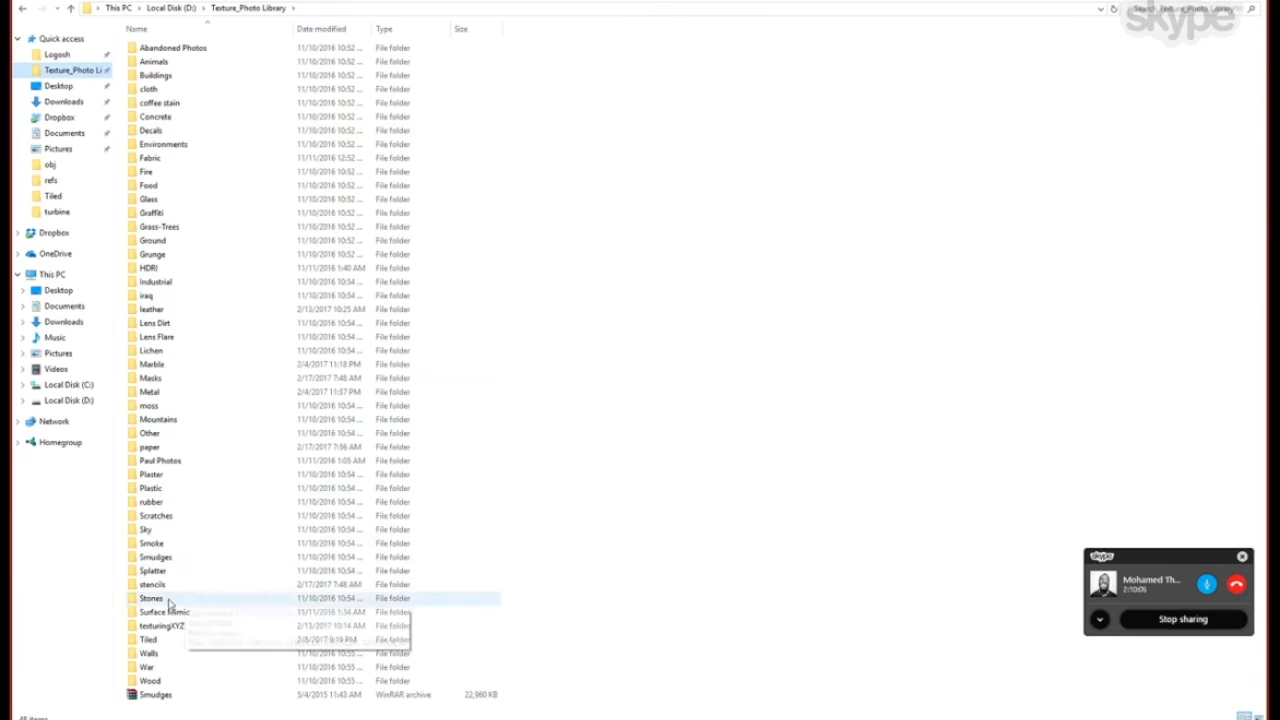 This PC > Local Disk (D:) > Texture_Photo Library >
Search Texture_Photo Library
skype
Name Date modified Type Size
Quick access
Logosh
Texture_Photo Li
Desktop
Downloads
Dropbox
Documents
Pictures
obj
refs
Tiled
turbine
Dropbox
OneDrive
This PC
Desktop
Documents
Downloads
Music
Pictures
Videos
Local Disk (C:)
Local Disk (D:)
Network
Homegroup
Abandoned Photos 11/10/2016 10:52 ... File folder
Animals 11/10/2016 10:52 ... File folder
Buildings 11/10/2016 10:52 ... File folder
cloth 11/10/2016 10:52 ... File folder
coffee stain 11/10/2016 10:52 ... File folder
Concrete 11/10/2016 10:52 ... File folder
Decals 11/10/2016 10:52 ... File folder
Environments 11/10/2016 10:52 ... File folder
Fabric 11/11/2016 12:52 ... File folder
Fire 11/10/2016 10:52 ... File folder
Food 11/10/2016 10:52 ... File folder
Glass 11/10/2016 10:52 ... File folder
Graffiti 11/10/2016 10:52 ... File folder
Grass-Trees 11/10/2016 10:52 ... File folder
Ground 11/10/2016 10:52 ... File folder
Grunge 11/10/2016 10:52 ... File folder
HDRI 11/11/2016 1:40 AM File folder
Industrial 11/10/2016 10:54 ... File folder
iraq 11/10/2016 10:54 ... File folder
leather 2/13/2017 10:25 AM File folder
Lens Dirt 11/10/2016 10:54 ... File folder
Lens Flare 11/10/2016 10:54 ... File folder
Lichen 11/10/2016 10:54 ... File folder
Marble 2/4/2017 11:18 PM File folder
Masks 2/17/2017 7:48 AM File folder
Metal 2/4/2017 11:37 PM File folder
moss 11/10/2016 10:54 ... File folder
Mountains 11/10/2016 10:54 ... File folder
Other 11/10/2016 10:54 ... File folder
paper 2/17/2017 7:56 AM File folder
Paul Photos 11/11/2016 1:05 AM File folder
Plaster 11/10/2016 10:54 ... File folder
Plastic 11/10/2016 10:54 ... File folder
rubber 11/10/2016 10:54 ... File folder
Scratches 11/10/2016 10:54 ... File folder
Sky 11/10/2016 10:54 ... File folder
Smoke 11/10/2016 10:54 ... File folder
Smudges 11/10/2016 10:54 ... File folder
Splatter 11/10/2016 10:54 ... File folder
stencils 2/17/2017 7:48 AM File folder
Stones 11/10/2016 10:54 ... File folder
Surface Mimic 11/11/2016 1:34 AM File folder
texturingXYZ 2/13/2017 10:14 AM File folder
Tiled 2/8/2017 9:19 PM File folder
Walls 11/10/2016 10:55 ... File folder
War 11/10/2016 10:55 ... File folder
Wood 11/10/2016 10:55 ... File folder
Smudges 5/4/2015 11:43 AM WinRAR archive 22,960 KB
skype
Mohamed Th...
2:10:05
Stop sharing